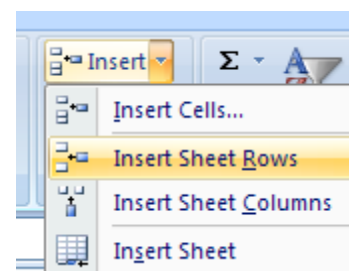 Insert
Σ
Insert Cells...
Insert Sheet Rows
Insert Sheet Columns
Insert Sheet